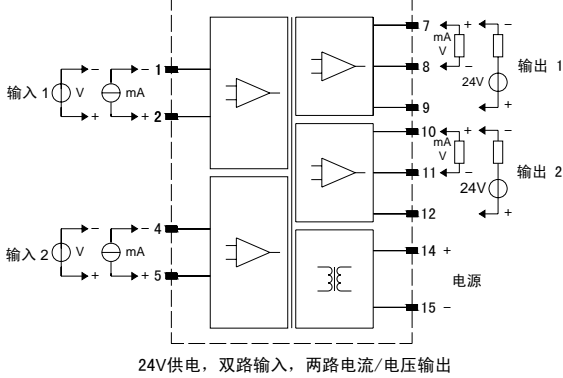 7 + −
mA
V
输出 1
8 −
24V
9 +
− − 1
输入 1 V mA
+ + 2
10 + −
mA
V
输出 2
11 −
24V
12 +
− − 4
输入 2 V mA
+ + 5
14 +
电源
15 −
24V供电，双路输入，两路电流/电压输出